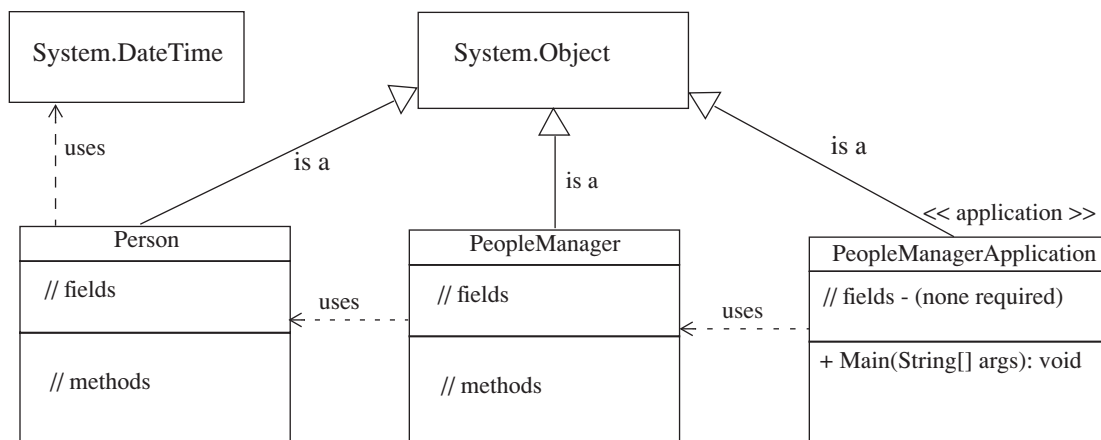 System.DateTime
System.Object
uses
is a
is a
is a
<< application >>
Person
PeopleManager
PeopleManagerApplication
// fields
uses
// fields
uses
// fields - (none required)
// methods
// methods
+ Main(String[] args): void